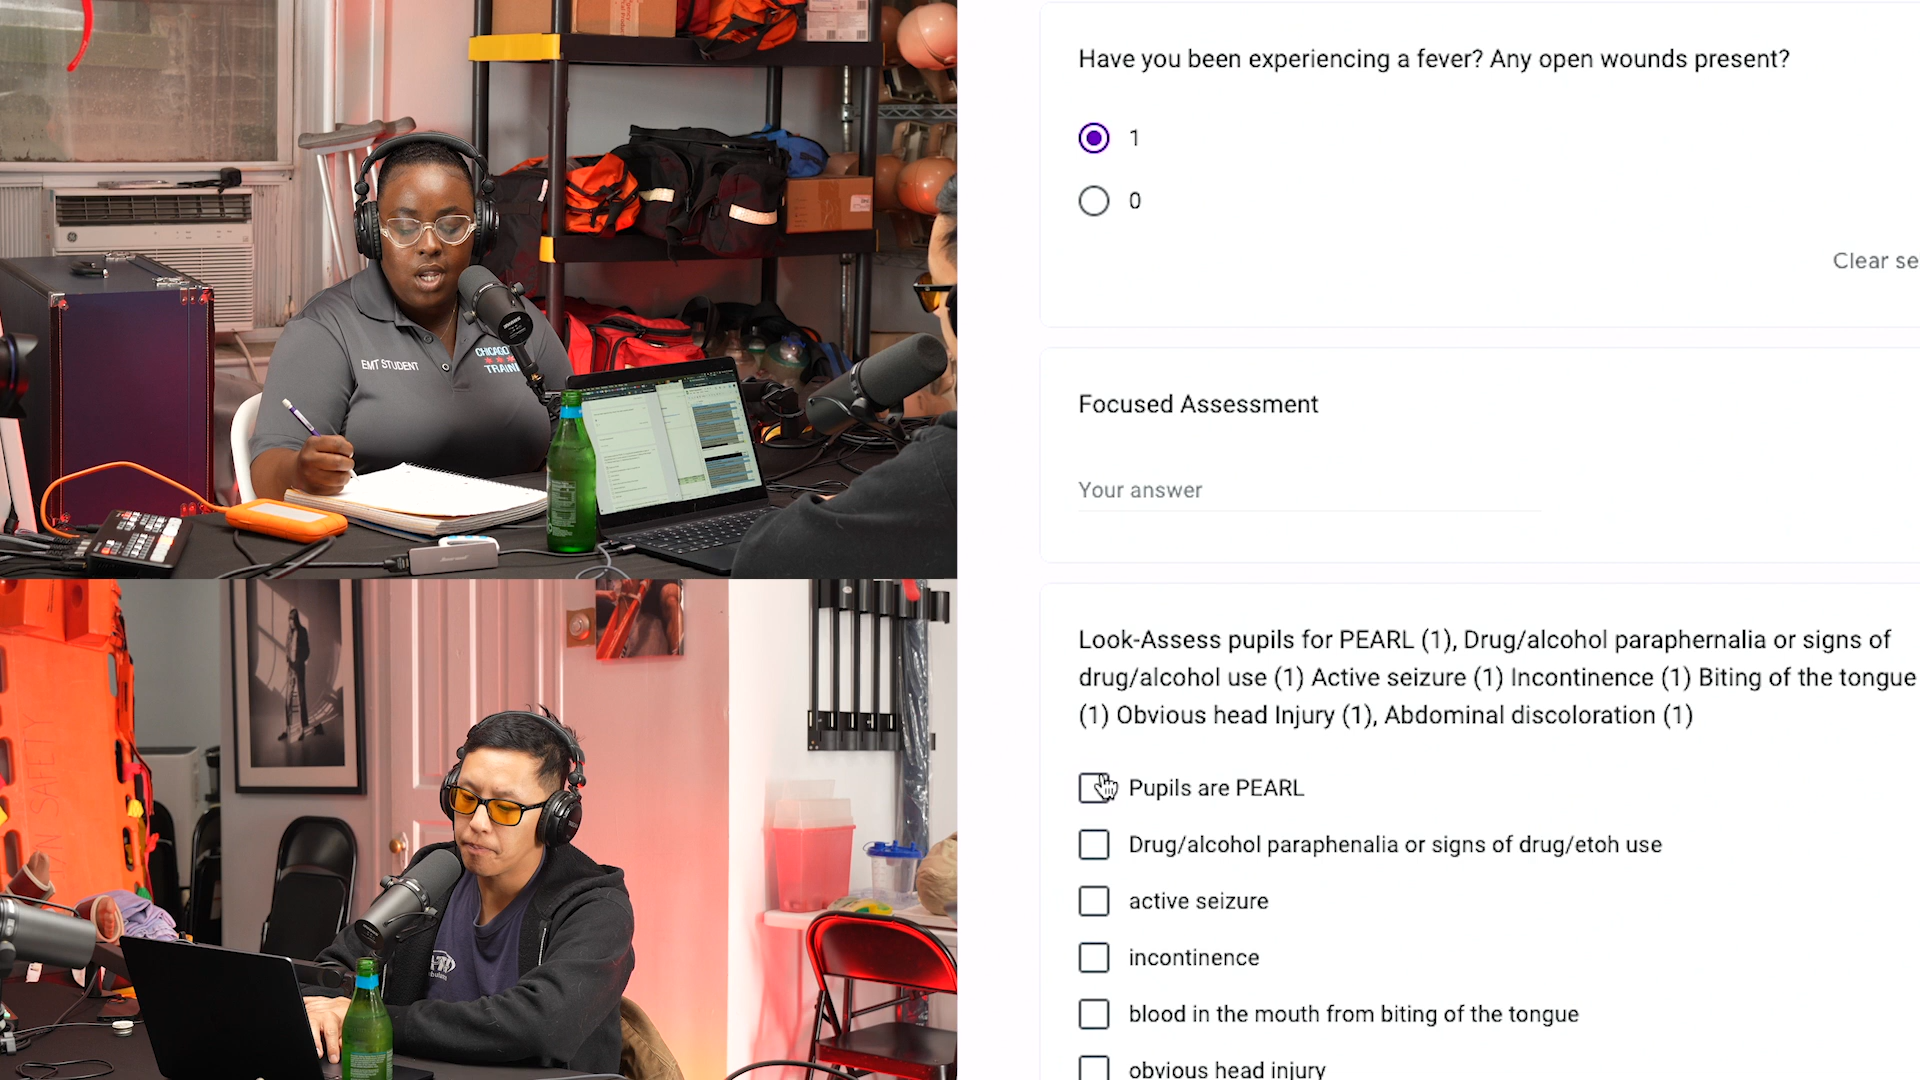 EMT STUDENT
CHICAGO
TRAIN
IZN SAFETY
Have you been experiencing a fever? Any open wounds present?
1
0
Clear se
Focused Assessment
Your answer
Look-Assess pupils for PEARL (1), Drug/alcohol paraphernalia or signs of
drug/alcohol use (1) Active seizure (1) Incontinence (1) Biting of the tongue
(1) Obvious head Injury (1), Abdominal discoloration (1)
Pupils are PEARL
Drug/alcohol paraphenalia or signs of drug/etoh use
active seizure
incontinence
blood in the mouth from biting of the tongue
obvious head injury